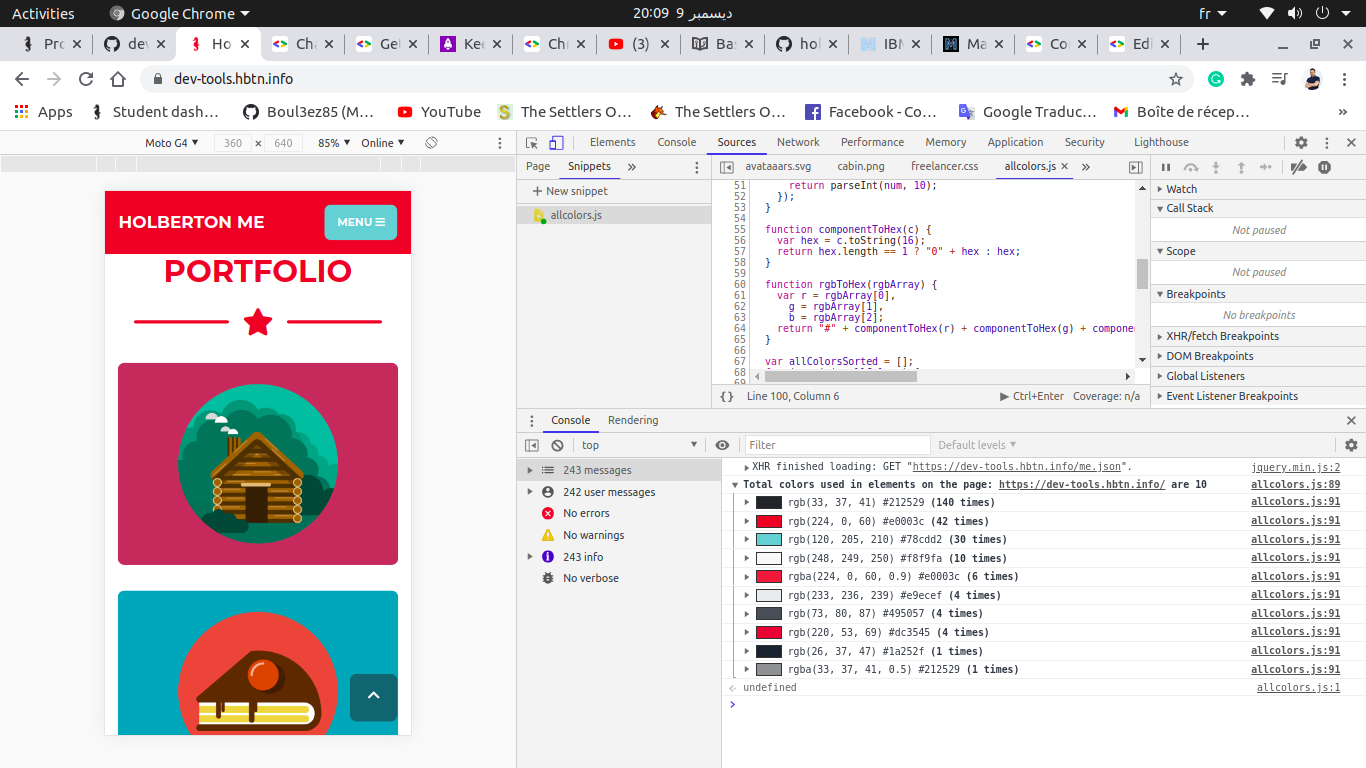 Activities
Google Chrome
20:09 9 ديسمبر
fr
Pro
dev
Ho
Cha
Gel
Kee
Chr
(3)
Bas
hol
IBM
Ma
Co
Edi
dev-tools.hbtn.info
Apps
Student dash…
Boul3ez85 (M…
YouTube
The Settlers O…
The Settlers O…
Facebook - Co…
Google Traduc…
Boîte de récep…
»
Moto G4
360 × 640
85%
Online
HOLBERTON ME
MENU
PORTFOLIO
Elements
Console
Sources
Network
Performance
Memory
Application
Security
Lighthouse
Page
Snippets
»
+ New snippet
allcolors.js
avataaars.svg
cabin.png
freelancer.css
allcolors.js ×
»
51 return parseInt(num, 10);
52 });
53 }
54
55 function componentToHex(c) {
56 var hex = c.toString(16);
57 return hex.length == 1 ? "0" + hex : hex;
58 }
59
60 function rgbToHex(rgbArray) {
61 var r = rgbArray[0],
62 g = rgbArray[1],
63 b = rgbArray[2];
64 return "#" + componentToHex(r) + componentToHex(g) + compone
65 }
66
67 var allColorsSorted = [];
68
69
{} Line 100, Column 6
Ctrl+Enter
Coverage: n/a
Watch
Call Stack
Not paused
Scope
Not paused
Breakpoints
No breakpoints
XHR/fetch Breakpoints
DOM Breakpoints
Global Listeners
Event Listener Breakpoints
Console
Rendering
top
Filter
Default levels
243 messages
242 user messages
No errors
No warnings
243 info
No verbose
XHR finished loading: GET "https://dev-tools.hbtn.info/me.json". jquery.min.js:2
Total colors used in elements on the page: https://dev-tools.hbtn.info/ are 10 allcolors.js:89
rgb(33, 37, 41) #212529 (140 times) allcolors.js:91
rgb(224, 0, 60) #e0003c (42 times) allcolors.js:91
rgb(120, 205, 210) #78cdd2 (30 times) allcolors.js:91
rgb(248, 249, 250) #f8f9fa (10 times) allcolors.js:91
rgba(224, 0, 60, 0.9) #e0003c (6 times) allcolors.js:91
rgb(233, 236, 239) #e9ecef (4 times) allcolors.js:91
rgb(73, 80, 87) #495057 (4 times) allcolors.js:91
rgb(220, 53, 69) #dc3545 (4 times) allcolors.js:91
rgb(26, 37, 47) #1a252f (1 times) allcolors.js:91
rgba(33, 37, 41, 0.5) #212529 (1 times) allcolors.js:91
undefined allcolors.js:1